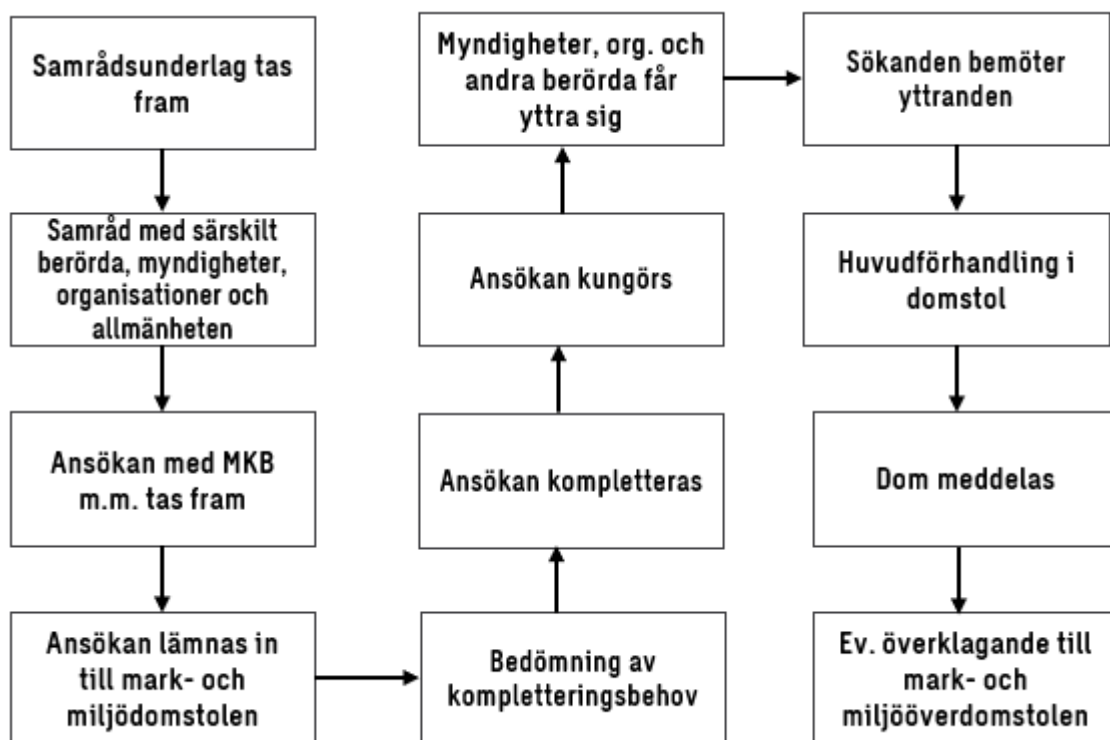 Samrådsunderlag tas
fram
Samråd med särskilt
berörda, myndigheter,
organisationer och
allmänheten
Ansökan med MKB
m.m. tas fram
Ansökan lämnas in
till mark- och
miljödomstolen
Bedömning av
kompletteringsbehov
Ansökan kompletteras
Ansökan kungörs
Myndigheter, org. och
andra berörda får
yttra sig
Sökanden bemöter
yttranden
Huvudförhandling i
domstol
Dom meddelas
Ev. överklagande till
mark- och
miljööverdomstolen